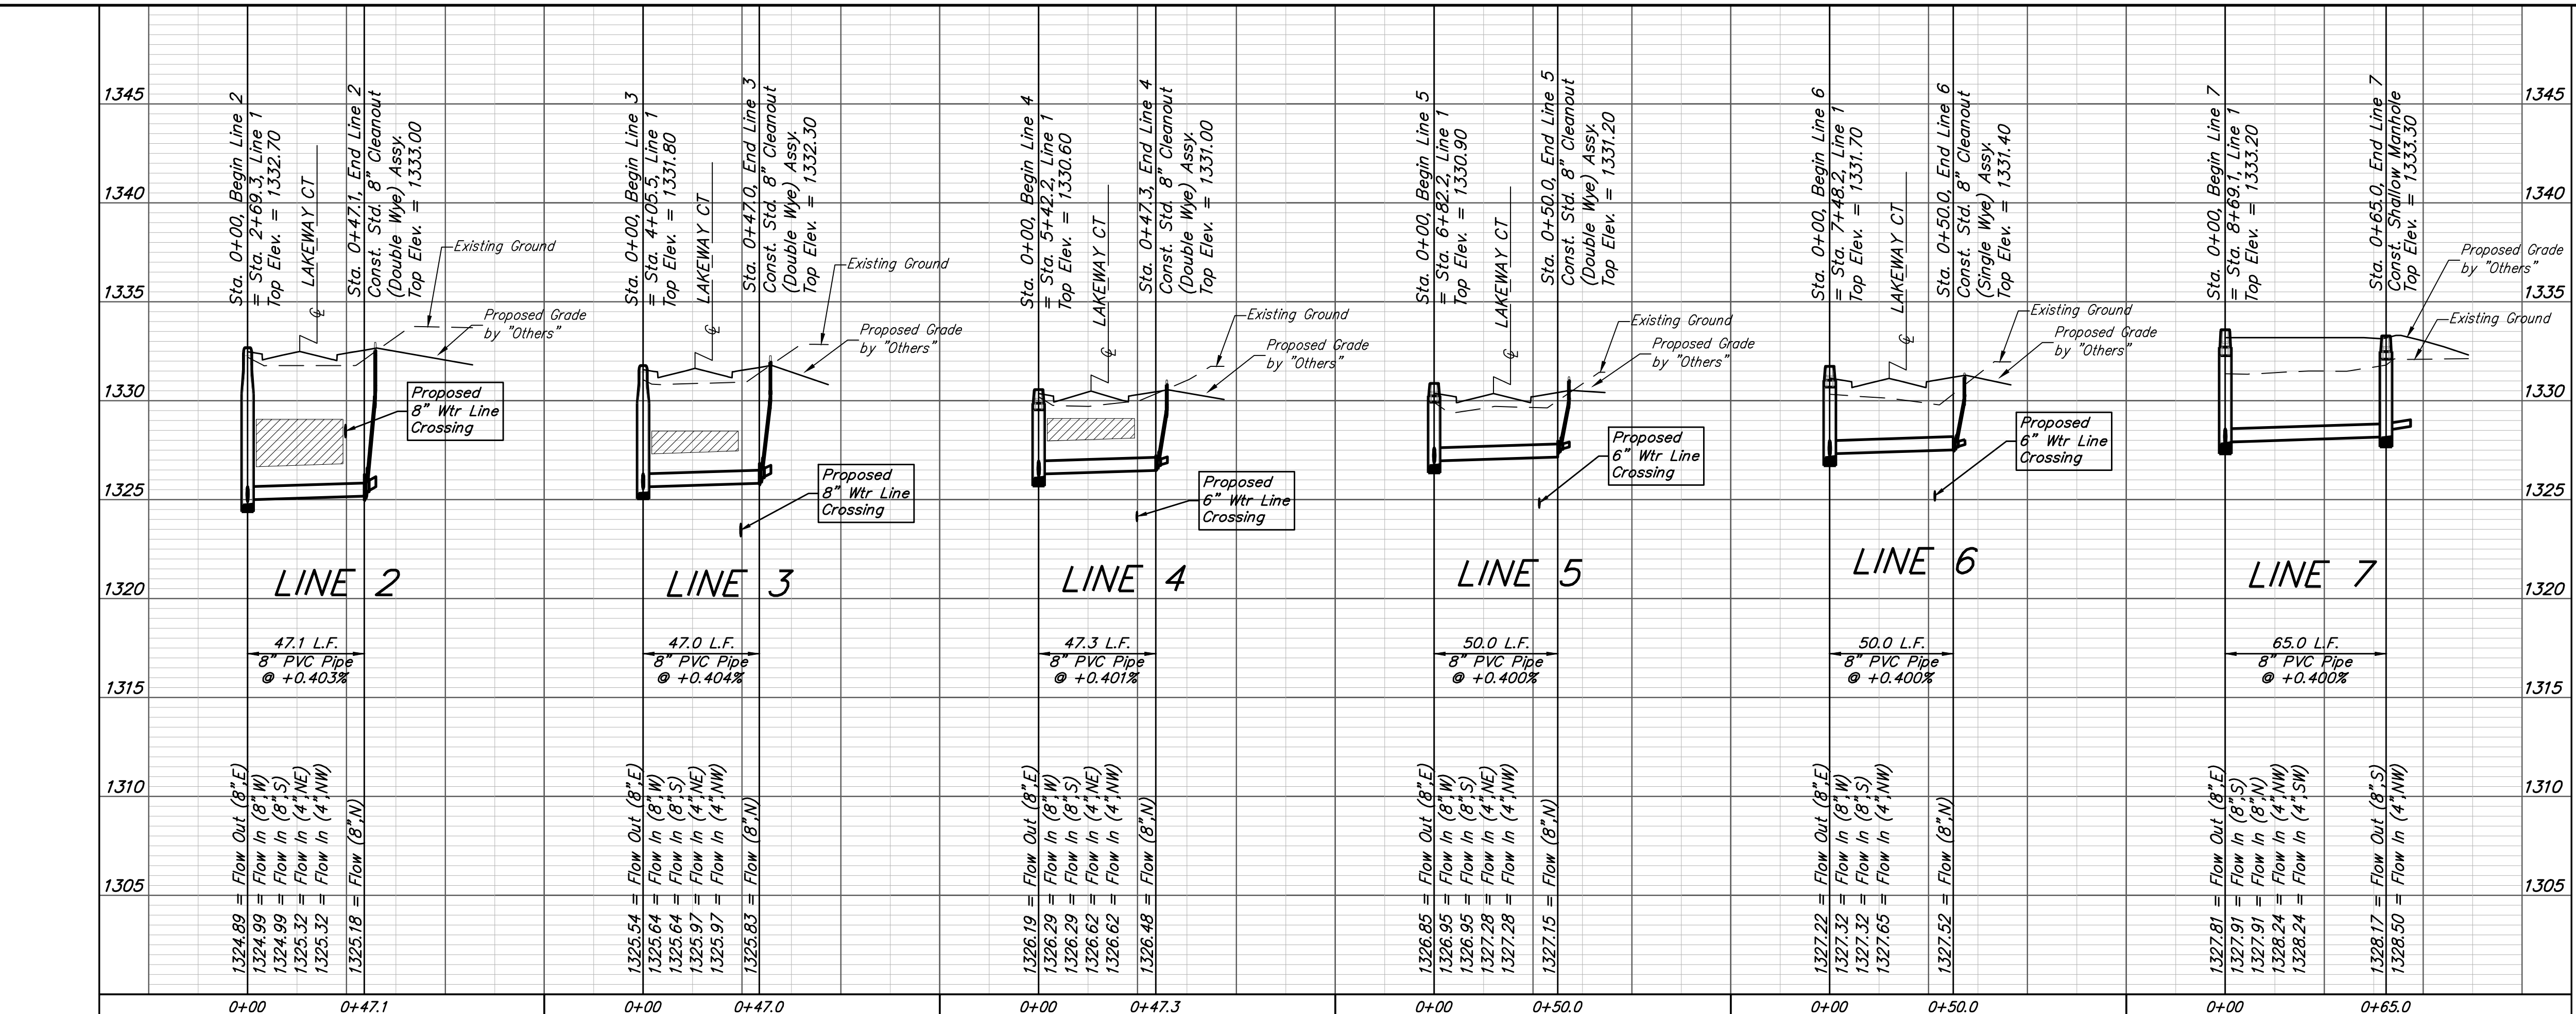 1345
1340
1335
1330
1325
1320
1315
1310
1305
Sta. 0+00, Begin Line 2
= Sta. 2+69.3, Line 1
Top Elev. = 1332.70
LAKEWAY CT
℄
Sta. 0+47.1, End Line 2
Const. Std. 8" Cleanout
(Double Wye) Assy.
Top Elev. = 1333.00
Existing Ground
Proposed Grade
by "Others"
Proposed
8" Wtr Line
Crossing
LINE 2
47.1 L.F.
8" PVC Pipe
@ +0.403%
1324.89 = Flow Out (8",E)
1324.99 = Flow In (8",W)
1324.99 = Flow In (8",S)
1325.32 = Flow In (4",NE)
1325.32 = Flow In (4",NW)
1325.18 = Flow (8",N)
0+00
0+47.1
Sta. 0+00, Begin Line 3
= Sta. 4+05.5, Line 1
Top Elev. = 1331.80
LAKEWAY CT
℄
Sta. 0+47.0, End Line 3
Const. Std. 8" Cleanout
(Double Wye) Assy.
Top Elev. = 1332.30
Existing Ground
Proposed Grade
by "Others"
Proposed
8" Wtr Line
Crossing
LINE 3
47.0 L.F.
8" PVC Pipe
@ +0.404%
1325.54 = Flow Out (8",E)
1325.64 = Flow In (8",W)
1325.64 = Flow In (8",S)
1325.97 = Flow In (4",NE)
1325.97 = Flow In (4",NW)
1325.83 = Flow (8",N)
0+00
0+47.0
Sta. 0+00, Begin Line 4
= Sta. 5+42.2, Line 1
Top Elev. = 1330.60
LAKEWAY CT
℄
Sta. 0+47.3, End Line 4
Const. Std. 8" Cleanout
(Double Wye) Assy.
Top Elev. = 1331.00
Existing Ground
Proposed Grade
by "Others"
Proposed
6" Wtr Line
Crossing
LINE 4
47.3 L.F.
8" PVC Pipe
@ +0.401%
1326.19 = Flow Out (8",E)
1326.29 = Flow In (8",W)
1326.29 = Flow In (8",S)
1326.62 = Flow In (4",NE)
1326.62 = Flow In (4",NW)
1326.48 = Flow (8",N)
0+00
0+47.3
Sta. 0+00, Begin Line 5
= Sta. 6+82.2, Line 1
Top Elev. = 1330.90
LAKEWAY CT
℄
Sta. 0+50.0, End Line 5
Const. Std. 8" Cleanout
(Double Wye) Assy.
Top Elev. = 1331.20
Existing Ground
Proposed Grade
by "Others"
Proposed
6" Wtr Line
Crossing
LINE 5
50.0 L.F.
8" PVC Pipe
@ +0.400%
1326.85 = Flow Out (8",E)
1326.95 = Flow In (8",W)
1326.95 = Flow In (8",S)
1327.28 = Flow In (4",NE)
1327.28 = Flow In (4",NW)
1327.15 = Flow (8",N)
0+00
0+50.0
Sta. 0+00, Begin Line 6
= Sta. 7+48.2, Line 1
Top Elev. = 1331.70
LAKEWAY CT
℄
Sta. 0+50.0, End Line 6
Const. Std. 8" Cleanout
(Single Wye) Assy.
Top Elev. = 1331.40
Existing Ground
Proposed Grade
by "Others"
Proposed
6" Wtr Line
Crossing
LINE 6
50.0 L.F.
8" PVC Pipe
@ +0.400%
1327.22 = Flow Out (8",E)
1327.32 = Flow In (8",W)
1327.32 = Flow In (8",S)
1327.65 = Flow In (4",NW)
1327.52 = Flow (8",N)
0+00
0+50.0
Sta. 0+00, Begin Line 7
= Sta. 8+69.1, Line 1
Top Elev. = 1333.20
Sta. 0+65.0, End Line 7
Const. Shallow Manhole
Top Elev. = 1333.30
Proposed Grade
by "Others"
Existing Ground
LINE 7
65.0 L.F.
8" PVC Pipe
@ +0.400%
1327.81 = Flow Out (8",E)
1327.91 = Flow In (8",S)
1327.91 = Flow In (8",N)
1328.24 = Flow In (4",NW)
1328.24 = Flow In (4",SW)
1328.17 = Flow Out (8",S)
1328.50 = Flow In (4",NW)
0+00
0+65.0
1345
1340
1335
1330
1325
1320
1315
1310
1305